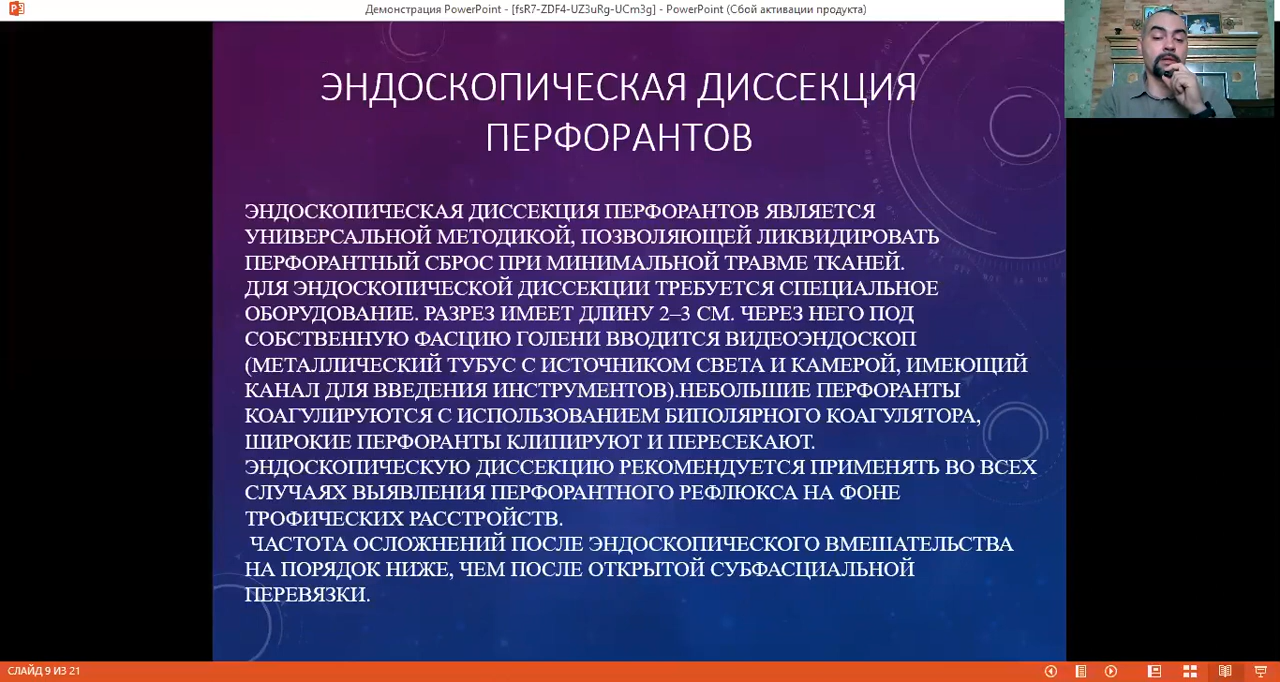 Демонстрация PowerPoint - [fsR7-ZDF4-UZ3uRg-UCm3g] - PowerPoint (Сбой активации продукта)
ЭНДОСКОПИЧЕСКАЯ ДИССЕКЦИЯ
ПЕРФОРАНТОВ
ЭНДОСКОПИЧЕСКАЯ ДИССЕКЦИЯ ПЕРФОРАНТОВ ЯВЛЯЕТСЯ
УНИВЕРСАЛЬНОЙ МЕТОДИКОЙ, ПОЗВОЛЯЮЩЕЙ ЛИКВИДИРОВАТЬ
ПЕРФОРАНТНЫЙ СБРОС ПРИ МИНИМАЛЬНОЙ ТРАВМЕ ТКАНЕЙ.
ДЛЯ ЭНДОСКОПИЧЕСКОЙ ДИССЕКЦИИ ТРЕБУЕТСЯ СПЕЦИАЛЬНОЕ
ОБОРУДОВАНИЕ. РАЗРЕЗ ИМЕЕТ ДЛИНУ 2–3 СМ. ЧЕРЕЗ НЕГО ПОД
СОБСТВЕННУЮ ФАСЦИЮ ГОЛЕНИ ВВОДИТСЯ ВИДЕОЭНДОСКОП
(МЕТАЛЛИЧЕСКИЙ ТУБУС С ИСТОЧНИКОМ СВЕТА И КАМЕРОЙ, ИМЕЮЩИЙ
КАНАЛ ДЛЯ ВВЕДЕНИЯ ИНСТРУМЕНТОВ).НЕБОЛЬШИЕ ПЕРФОРАНТЫ
КОАГУЛИРУЮТСЯ С ИСПОЛЬЗОВАНИЕМ БИПОЛЯРНОГО КОАГУЛЯТОРА,
ШИРОКИЕ ПЕРФОРАНТЫ КЛИПИРУЮТ И ПЕРЕСЕКАЮТ.
ЭНДОСКОПИЧЕСКУЮ ДИССЕКЦИЮ РЕКОМЕНДУЕТСЯ ПРИМЕНЯТЬ ВО ВСЕХ
СЛУЧАЯХ ВЫЯВЛЕНИЯ ПЕРФОРАНТНОГО РЕФЛЮКСА НА ФОНЕ
ТРОФИЧЕСКИХ РАССТРОЙСТВ.
ЧАСТОТА ОСЛОЖНЕНИЙ ПОСЛЕ ЭНДОСКОПИЧЕСКОГО ВМЕШАТЕЛЬСТВА
НА ПОРЯДОК НИЖЕ, ЧЕМ ПОСЛЕ ОТКРЫТОЙ СУБФАСЦИАЛЬНОЙ
ПЕРЕВЯЗКИ.
СЛАЙД 9 ИЗ 21